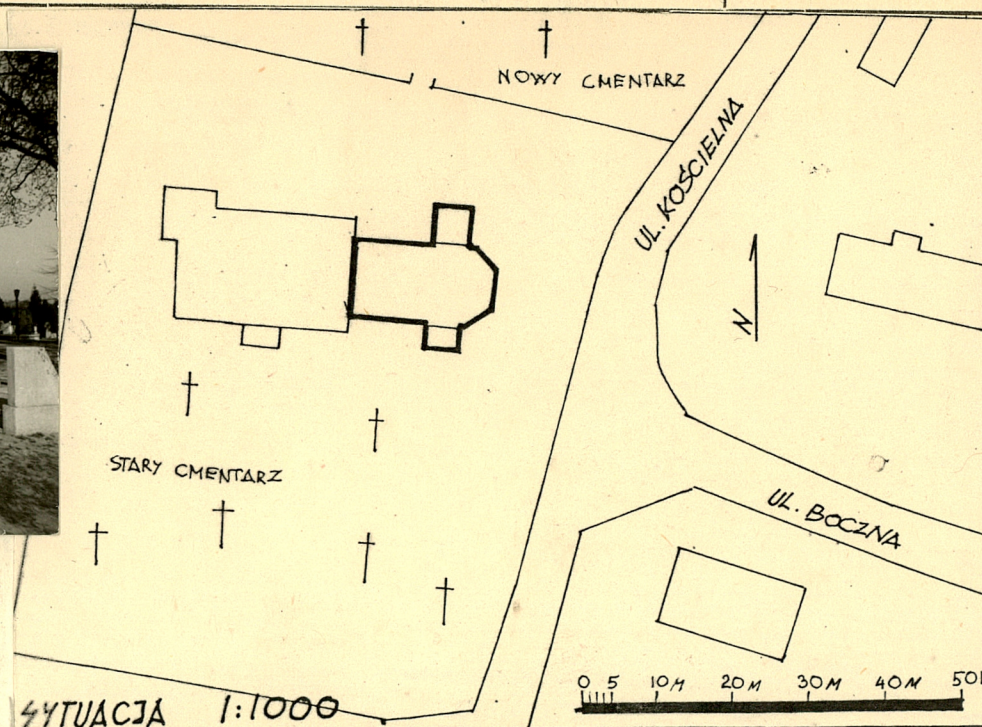 NOWY CMENTARZ
UL. KOŚCIELNA
N
STARY CMENTARZ
UL. BOCZNA
SYTUACJA 1:1000
0 5 10M 20M 30M 40M 50